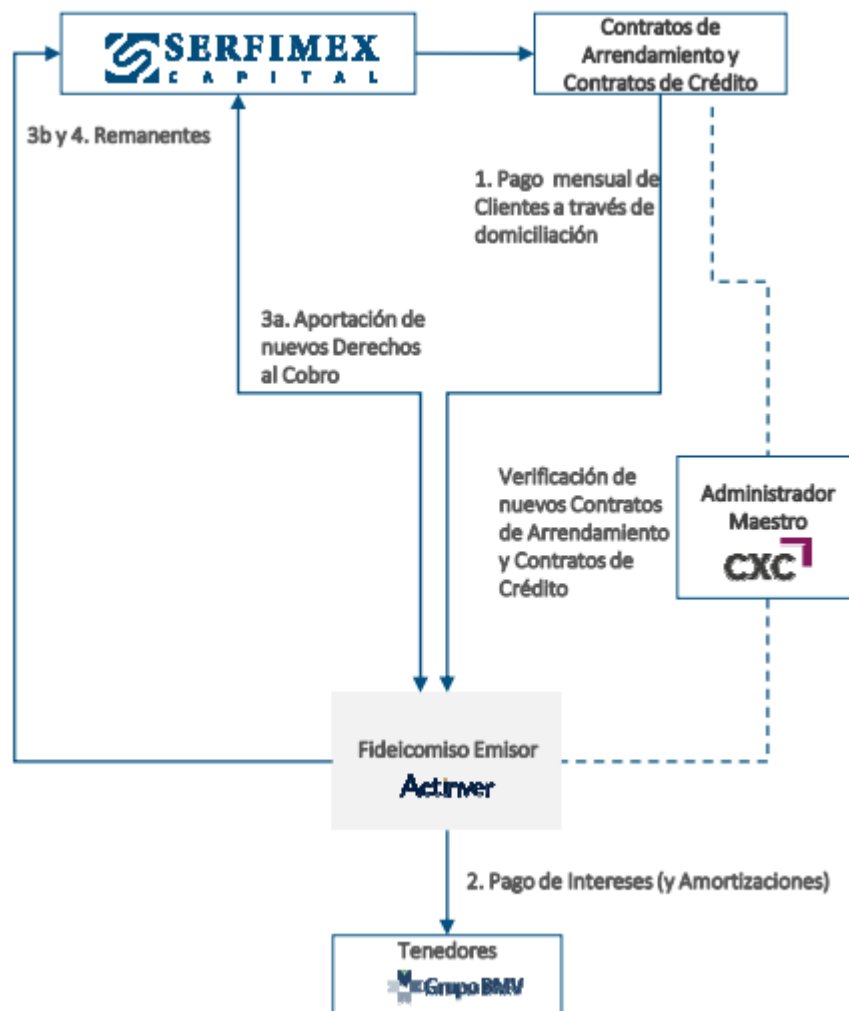 SERFIMEX
CAPITAL
Contratos de
Arrendamiento y
Contratos de Crédito
3b y 4. Remanentes
1. Pago mensual de
Clientes a través de
domiciliación
3a. Aportación de
nuevos Derechos
al Cobro
Verificación de
nuevos Contratos
de Arrendamiento
y Contratos de
Crédito
Administrador
Maestro
CXC
Fideicomiso Emisor
Actinver
2. Pago de Intereses (y Amortizaciones)
Tenedores
Grupo BMV